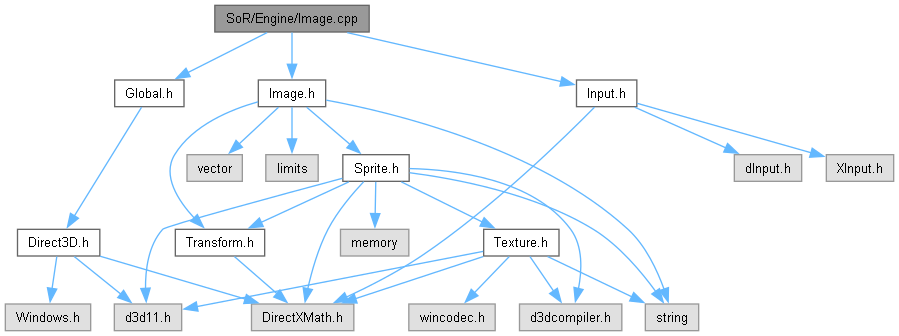 SoR/Engine/Image.cpp
Global.h
Image.h
Input.h
vector
limits
Sprite.h
dInput.h
XInput.h
Direct3D.h
Transform.h
memory
Texture.h
Windows.h
d3d11.h
DirectXMath.h
wincodec.h
d3dcompiler.h
string